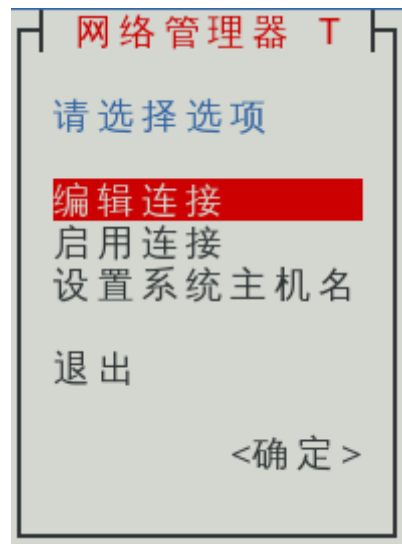 网络管理器 T
请选择选项
编辑连接
启用连接
设置系统主机名
退出
<确定>